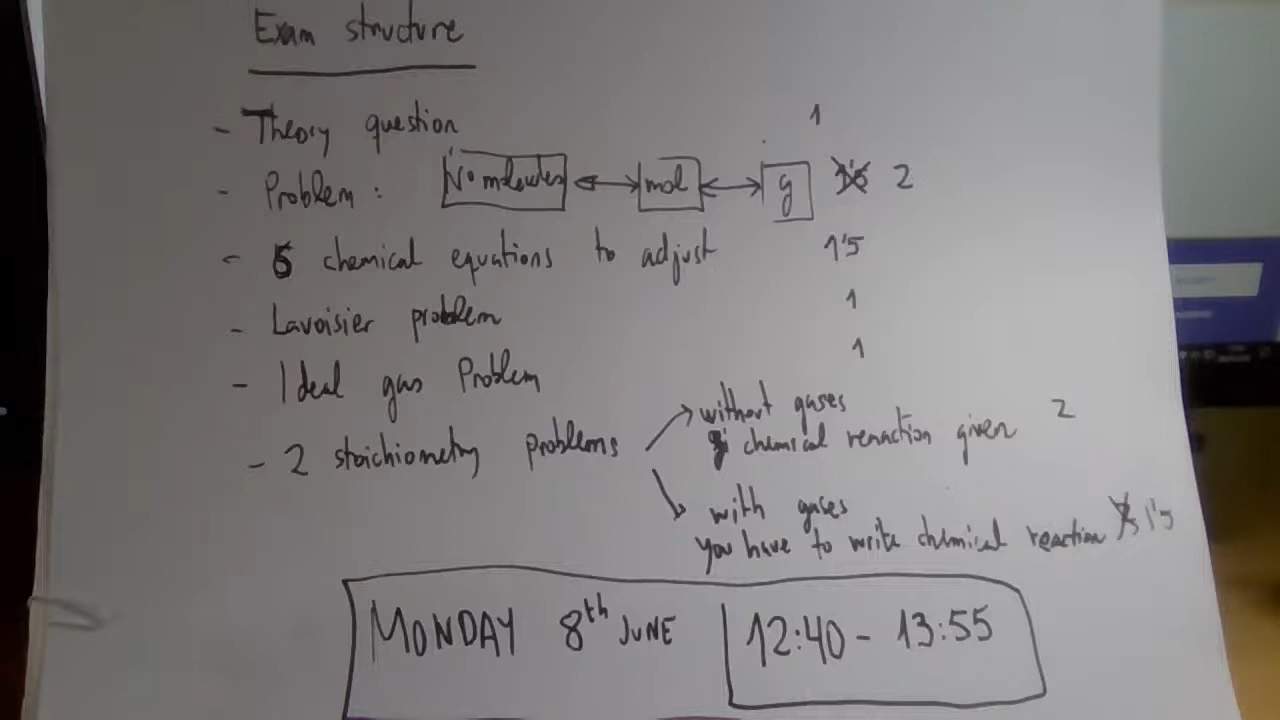 Exam structure
- Theory question 1
- Problem: Nº molecules ↔ mol ↔ g 2
- 5 chemical equations to adjust 1'5
- Lavoisier problem 1
- Ideal gas Problem 1
- 2 stoichiometry problems
without gases
chemical reaction given 2
with gases
you have to write chemical reaction 1'5
MONDAY 8th JUNE 12:40 - 13:55